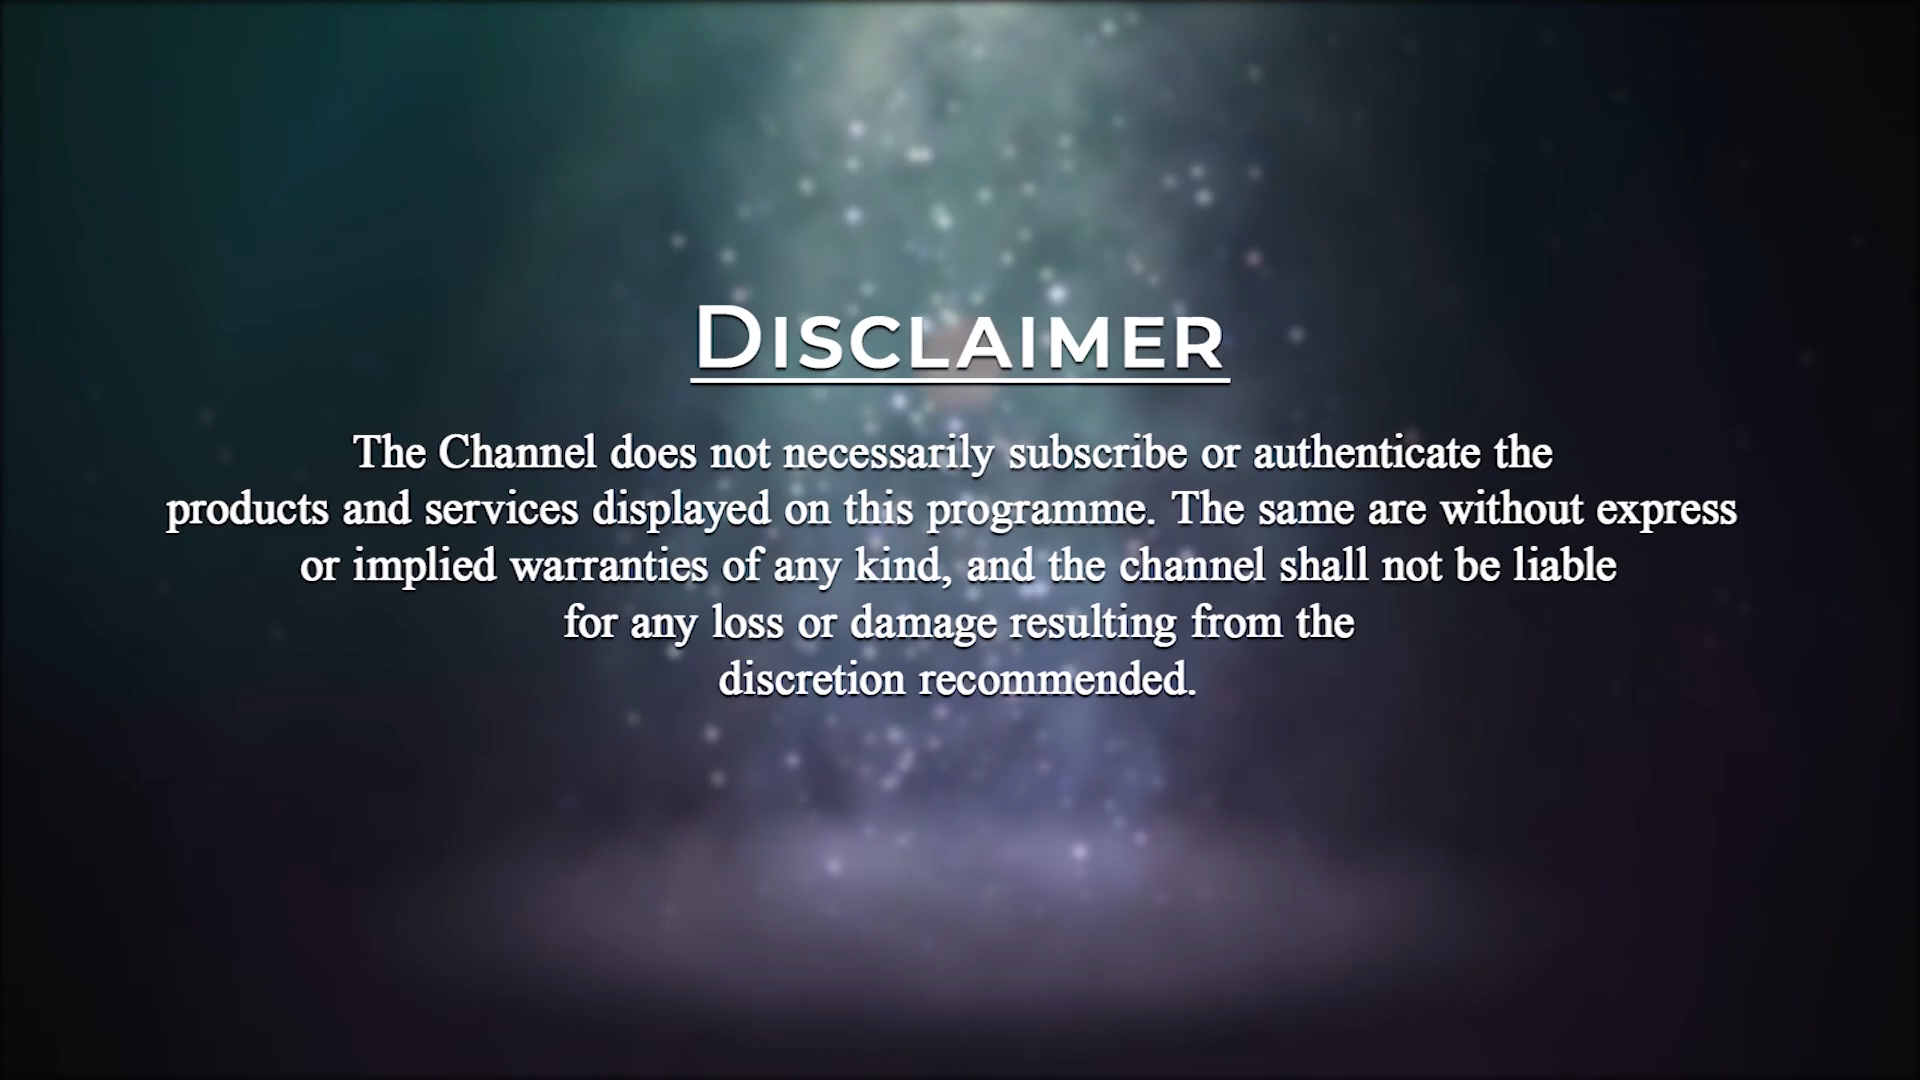 DISCLAIMER
The Channel does not necessarily subscribe or authenticate the
products and services displayed on this programme. The same are without express
or implied warranties of any kind, and the channel shall not be liable
for any loss or damage resulting from the
discretion recommended.